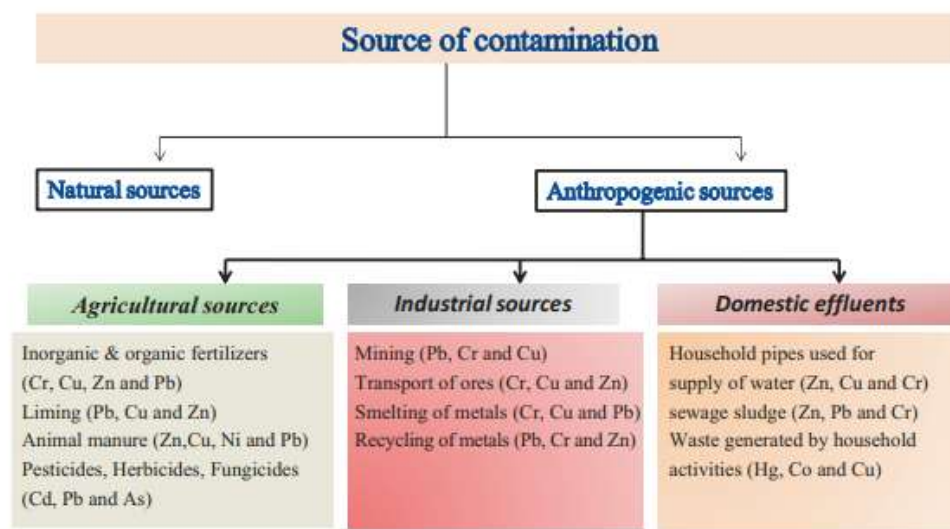 Source of contamination
Natural sources
Anthropogenic sources
Agricultural sources
Inorganic & organic fertilizers
(Cr, Cu, Zn and Pb)
Liming (Pb, Cu and Zn)
Animal manure (Zn,Cu, Ni and Pb)
Pesticides, Herbicides, Fungicides
(Cd, Pb and As)
Industrial sources
Mining (Pb, Cr and Cu)
Transport of ores (Cr, Cu and Zn)
Smelting of metals (Cr, Cu and Pb)
Recycling of metals (Pb, Cr and Zn)
Domestic effluents
Household pipes used for
supply of water (Zn, Cu and Cr)
sewage sludge (Zn, Pb and Cr)
Waste generated by household
activities (Hg, Co and Cu)